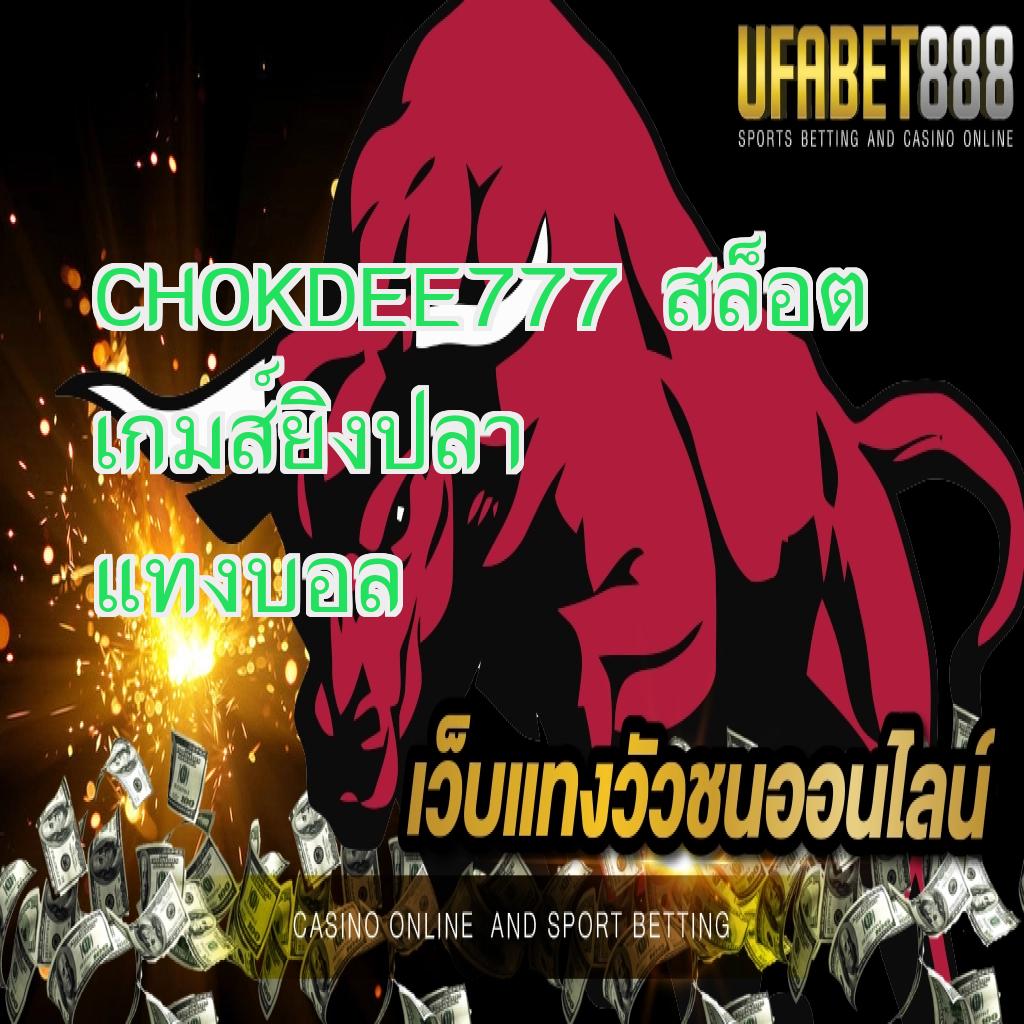 UFABET888
SPORTS BETTING AND CASINO ONLINE
CHOKDEE777 สล็อต
เกมส์ยิงปลา
แทงบอล
เว็บแทงวัวชนออนไลน์
CASINO ONLINE AND SPORT BETTING